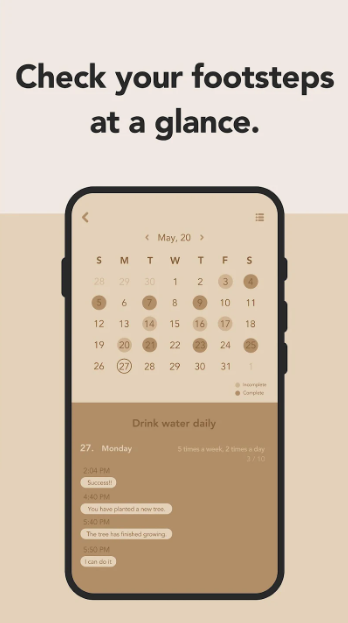 Check your footsteps
at a glance.
May, 20
S M T W T F S
28 29 30 1 2 3 4
5 6 7 8 9 10 11
12 13 14 15 16 17 18
19 20 21 22 23 24 25
26 27 28 29 30 31 1
Incomplete
Complete
Drink water daily
27. Monday 3 times a week, 2 times a day
2 / 30
2:04 PM
Success!!
4:40 PM
You have planted a new tree.
5:40 PM
The tree has finished growing.
5:50 PM
I can do it